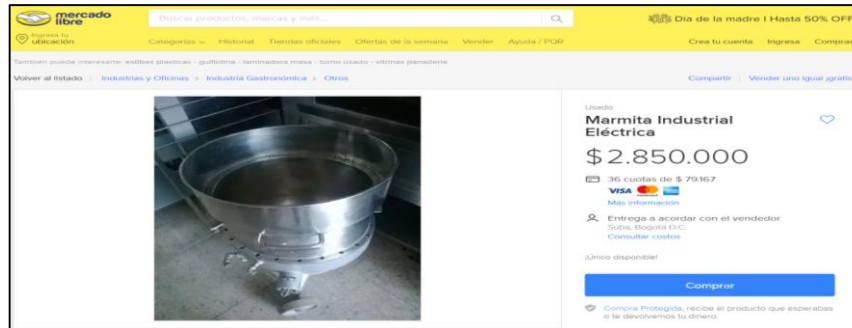 mercado
libre
Buscar productos, marcas y más...
Día de la madre | Hasta 50% OFF
Ingresa tu
ubicación
Categorías Historial Tiendas oficiales Ofertas de la semana Vender Ayuda / PQR
Crea tu cuenta Ingresa Compras
También puede interesarte: estibas plasticas - guillotina - laminadora masa - torno usado - vitrinas panaderia
Volver al listado | Industrias y Oficinas > Industria Gastronómica > Otros
Compartir | Vender uno igual ¡gratis
Usado
Marmita Industrial
Eléctrica
$ 2.850.000
36 cuotas de $ 79.167
VISA
Más información
Entrega a acordar con el vendedor
Suba, Bogotá D.C.
Consultar costos
¡Único disponible!
Comprar
Compra Protegida, recibe el producto que esperabas
o te devolvemos tu dinero.